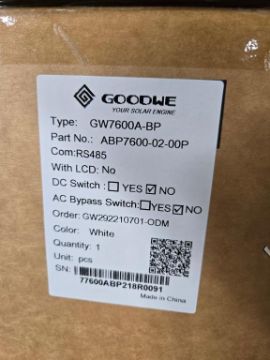 GOODWE
YOUR SOLAR ENGINE
Type: GW7600A-BP
Part No.: ABP7600-02-00P
Com:RS485
With LCD: No
DC Switch: ☐ YES ☑ NO
AC Bypass Switch: ☐ YES ☑ NO
Order: GW292210701-ODM
Color: White
Quantity: 1
Unit: pcs
SN:
77600ABP218R0091
Made in China